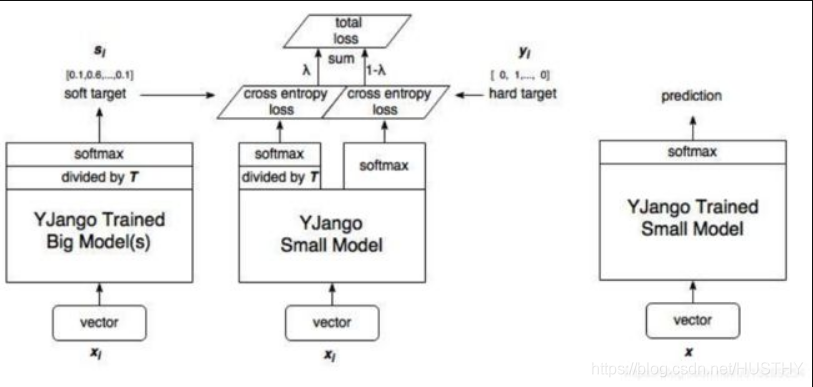 total
loss
sum
λ
1-λ
s_i
[0.1,0.6,...,0.1]
soft target
cross entropy
loss
cross entropy
loss
y_i
[ 0, 1,..., 0]
hard target
softmax
divided by T
YJango Trained
Big Model(s)
vector
x_i
softmax
divided by T
softmax
YJango
Small Model
vector
x_i
prediction
softmax
YJango Trained
Small Model
vector
x
https://blog.csdn.net/HUSTHY